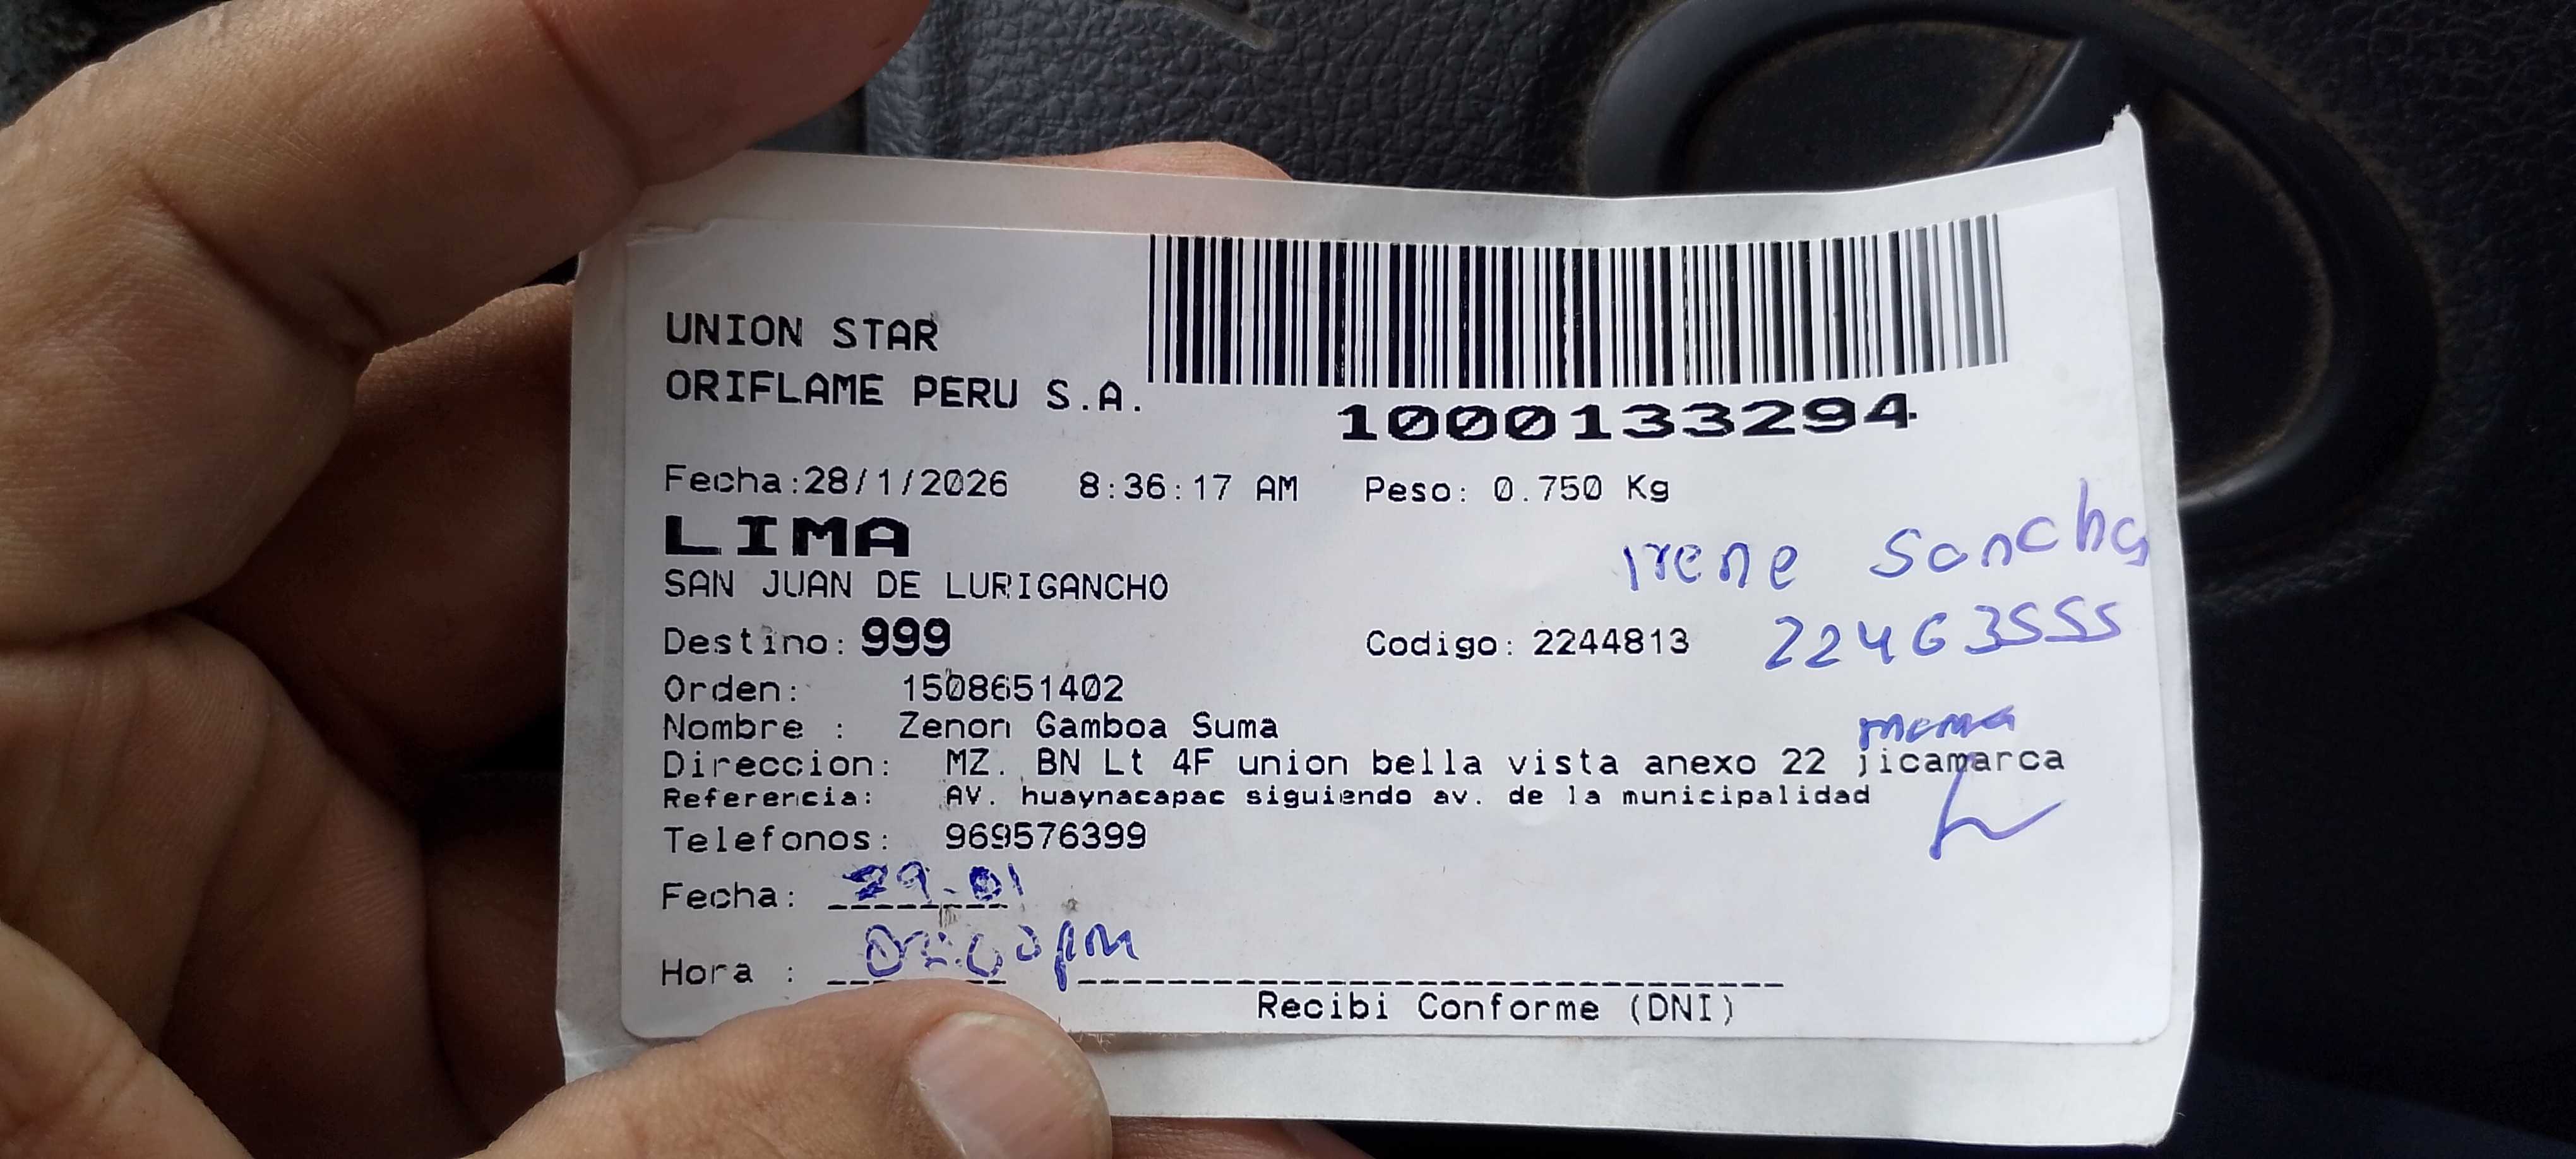 UNION STAR
ORIFLAME PERU S.A.
1000133294
Fecha:28/1/2026 8:36:17 AM Peso: 0.750 Kg
LIMA
Irene
SAN JUAN DE LURIGANCHO
Destino: 999 Codigo: 2244813 22463555
Orden: 1508651402
Nombre : Zenon Gamboa Suma
Direccion: MZ. BN Lt 4F union bella vista anexo 22 jicamarca
Referencia: AV. huaynacapac siguiendo av. de la municipalidad
Telefonos: 969576399
Fecha: 29-01
Hora :
Recibi Conforme (DNI)